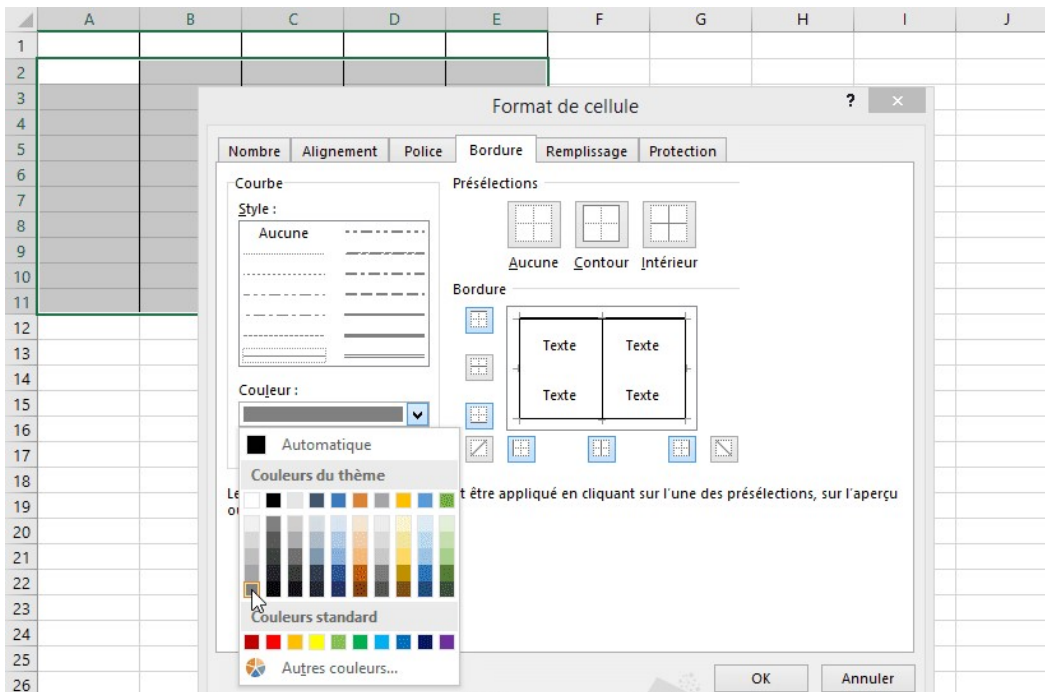 A B C D E F G H I J
1
2
3
4
5
6
7
8
9
10
11
12
13
14
15
16
17
18
19
20
21
22
23
24
25
26
Format de cellule ?
Nombre Alignement Police Bordure Remplissage Protection
Courbe
Style :
Aucune
Couleur :
Automatique
Couleurs du thème
Couleurs standard
Autres couleurs...
Présélections
Aucune Contour Intérieur
Bordure
Texte Texte
Texte Texte
Le
t être appliqué en cliquant sur l'une des présélections, sur l'aperçu
OK Annuler